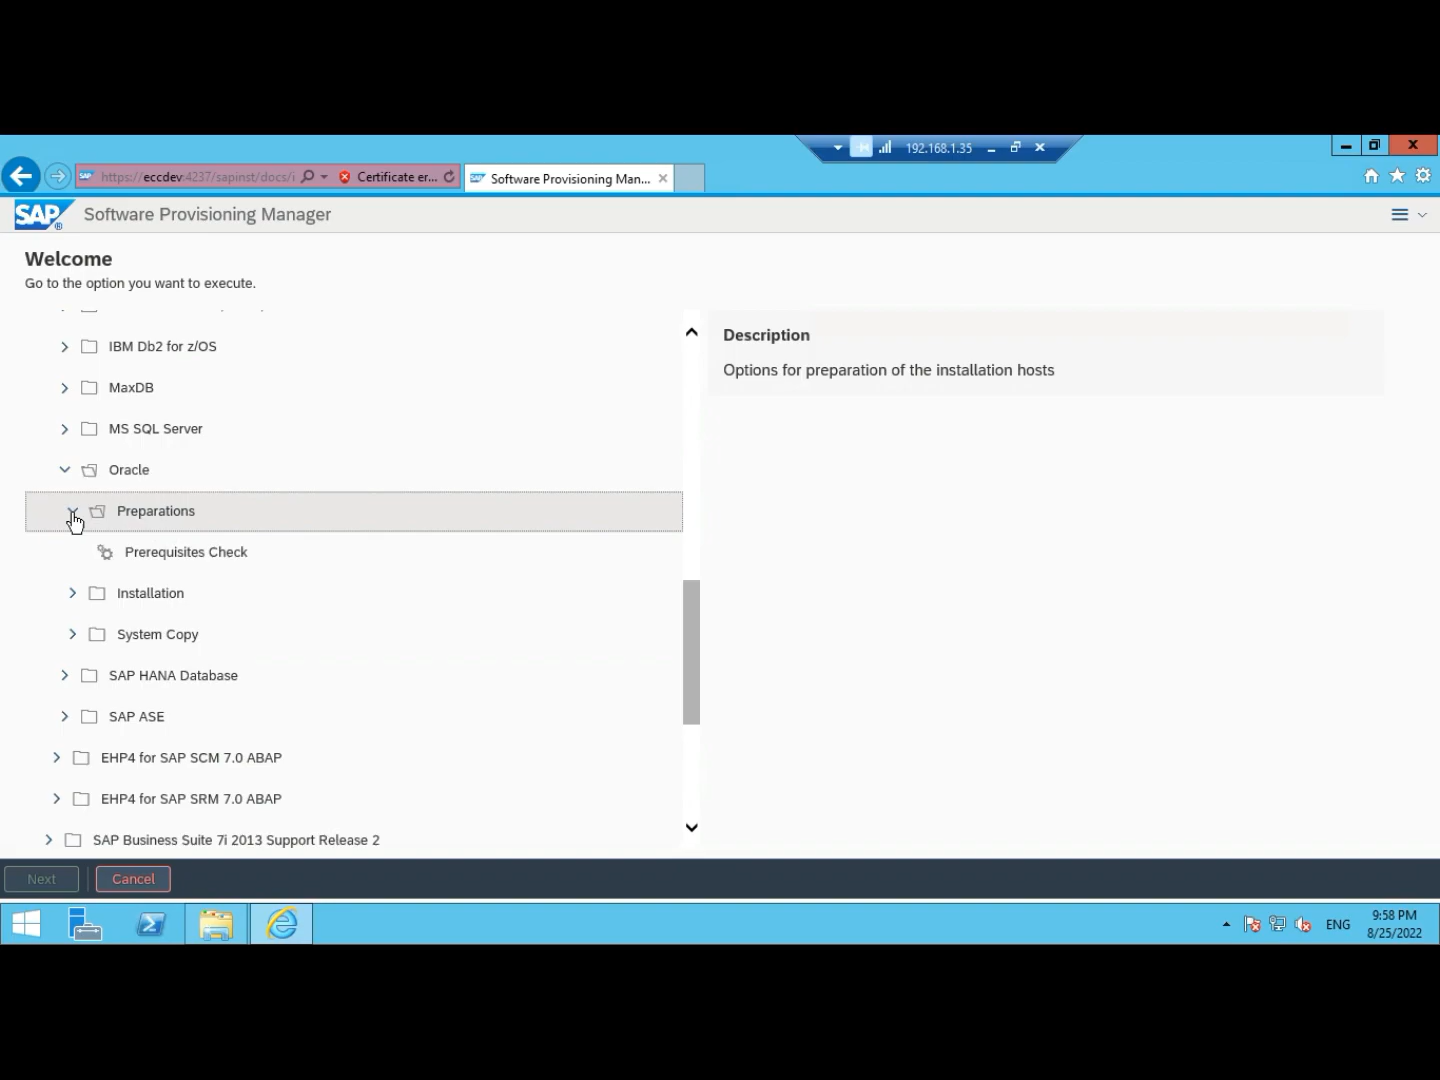 192.168.1.35
https://eccdev:4237/sapinst/docs/i
Certificate er...
Software Provisioning Man...
SAP
Software Provisioning Manager
Welcome
Go to the option you want to execute.
IBM Db2 for z/OS
MaxDB
MS SQL Server
Oracle
Preparations
Prerequisites Check
Installation
System Copy
SAP HANA Database
SAP ASE
EHP4 for SAP SCM 7.0 ABAP
EHP4 for SAP SRM 7.0 ABAP
SAP Business Suite 7i 2013 Support Release 2
Description
Options for preparation of the installation hosts
Next
Cancel
ENG
9:58 PM
8/25/2022